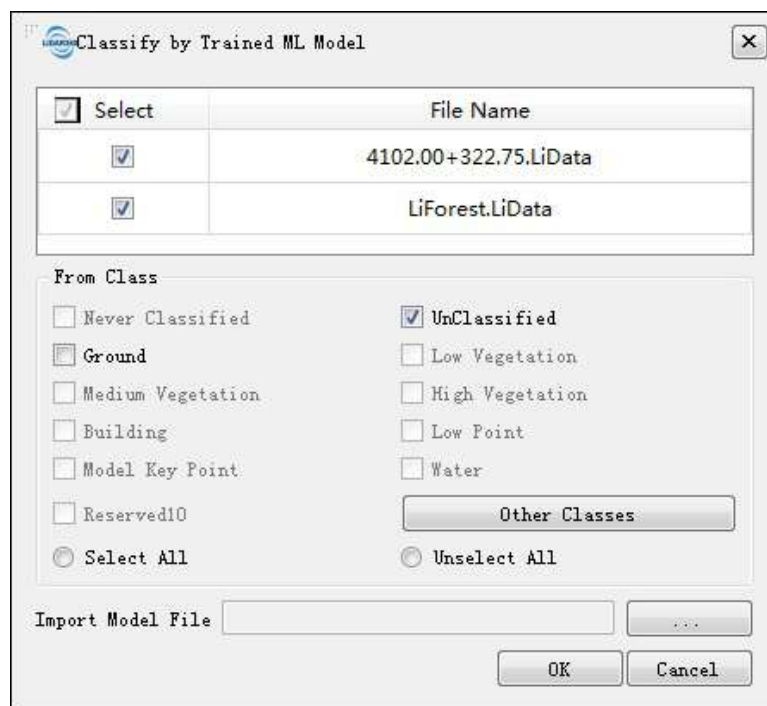 Classify by Trained ML Model
Select File Name
4102.00+322.75.LiData
LiForest.LiData
From Class
Never Classified UnClassified
Ground Low Vegetation
Medium Vegetation High Vegetation
Building Low Point
Model Key Point Water
Reserved10 Other Classes
Select All Unselect All
Import Model File ...
OK Cancel